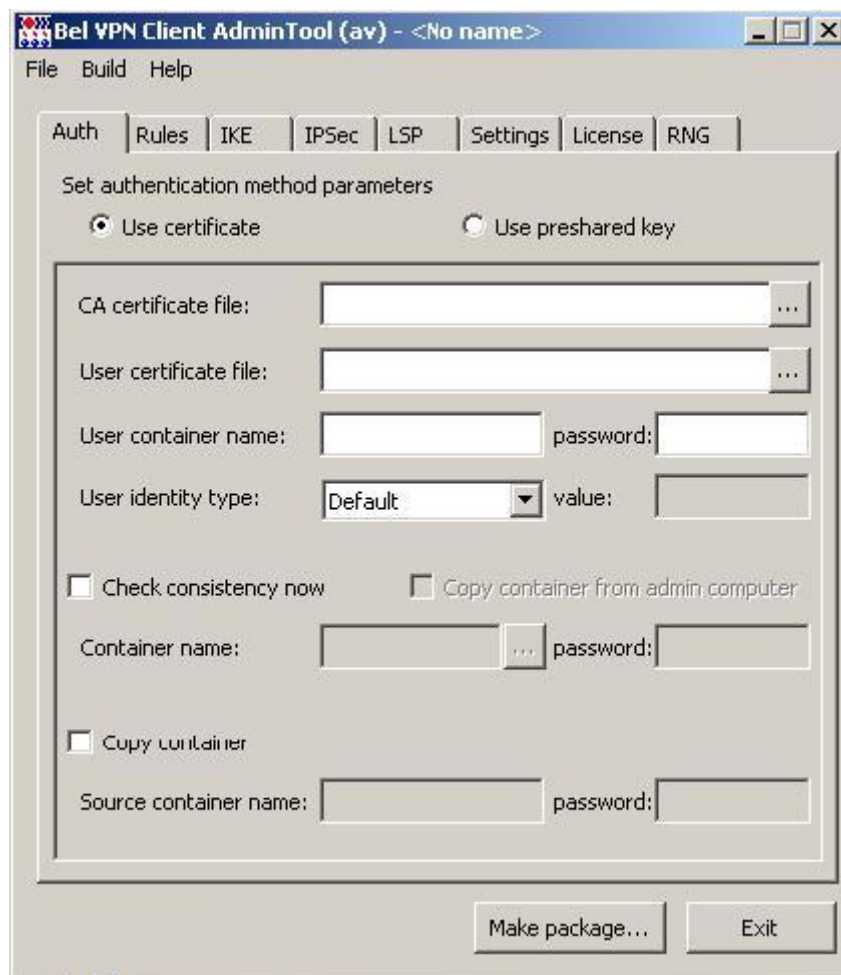 Bel VPN Client AdminTool (av) - <No name>
File Build Help
Auth Rules IKE IPSec LSP Settings License RNG
Set authentication method parameters
Use certificate Use preshared key
CA certificate file: ...
User certificate file: ...
User container name: password:
User identity type: Default value:
Check consistency now Copy container from admin computer
Container name: ... password:
Copy container
Source container name: password:
Make package... Exit